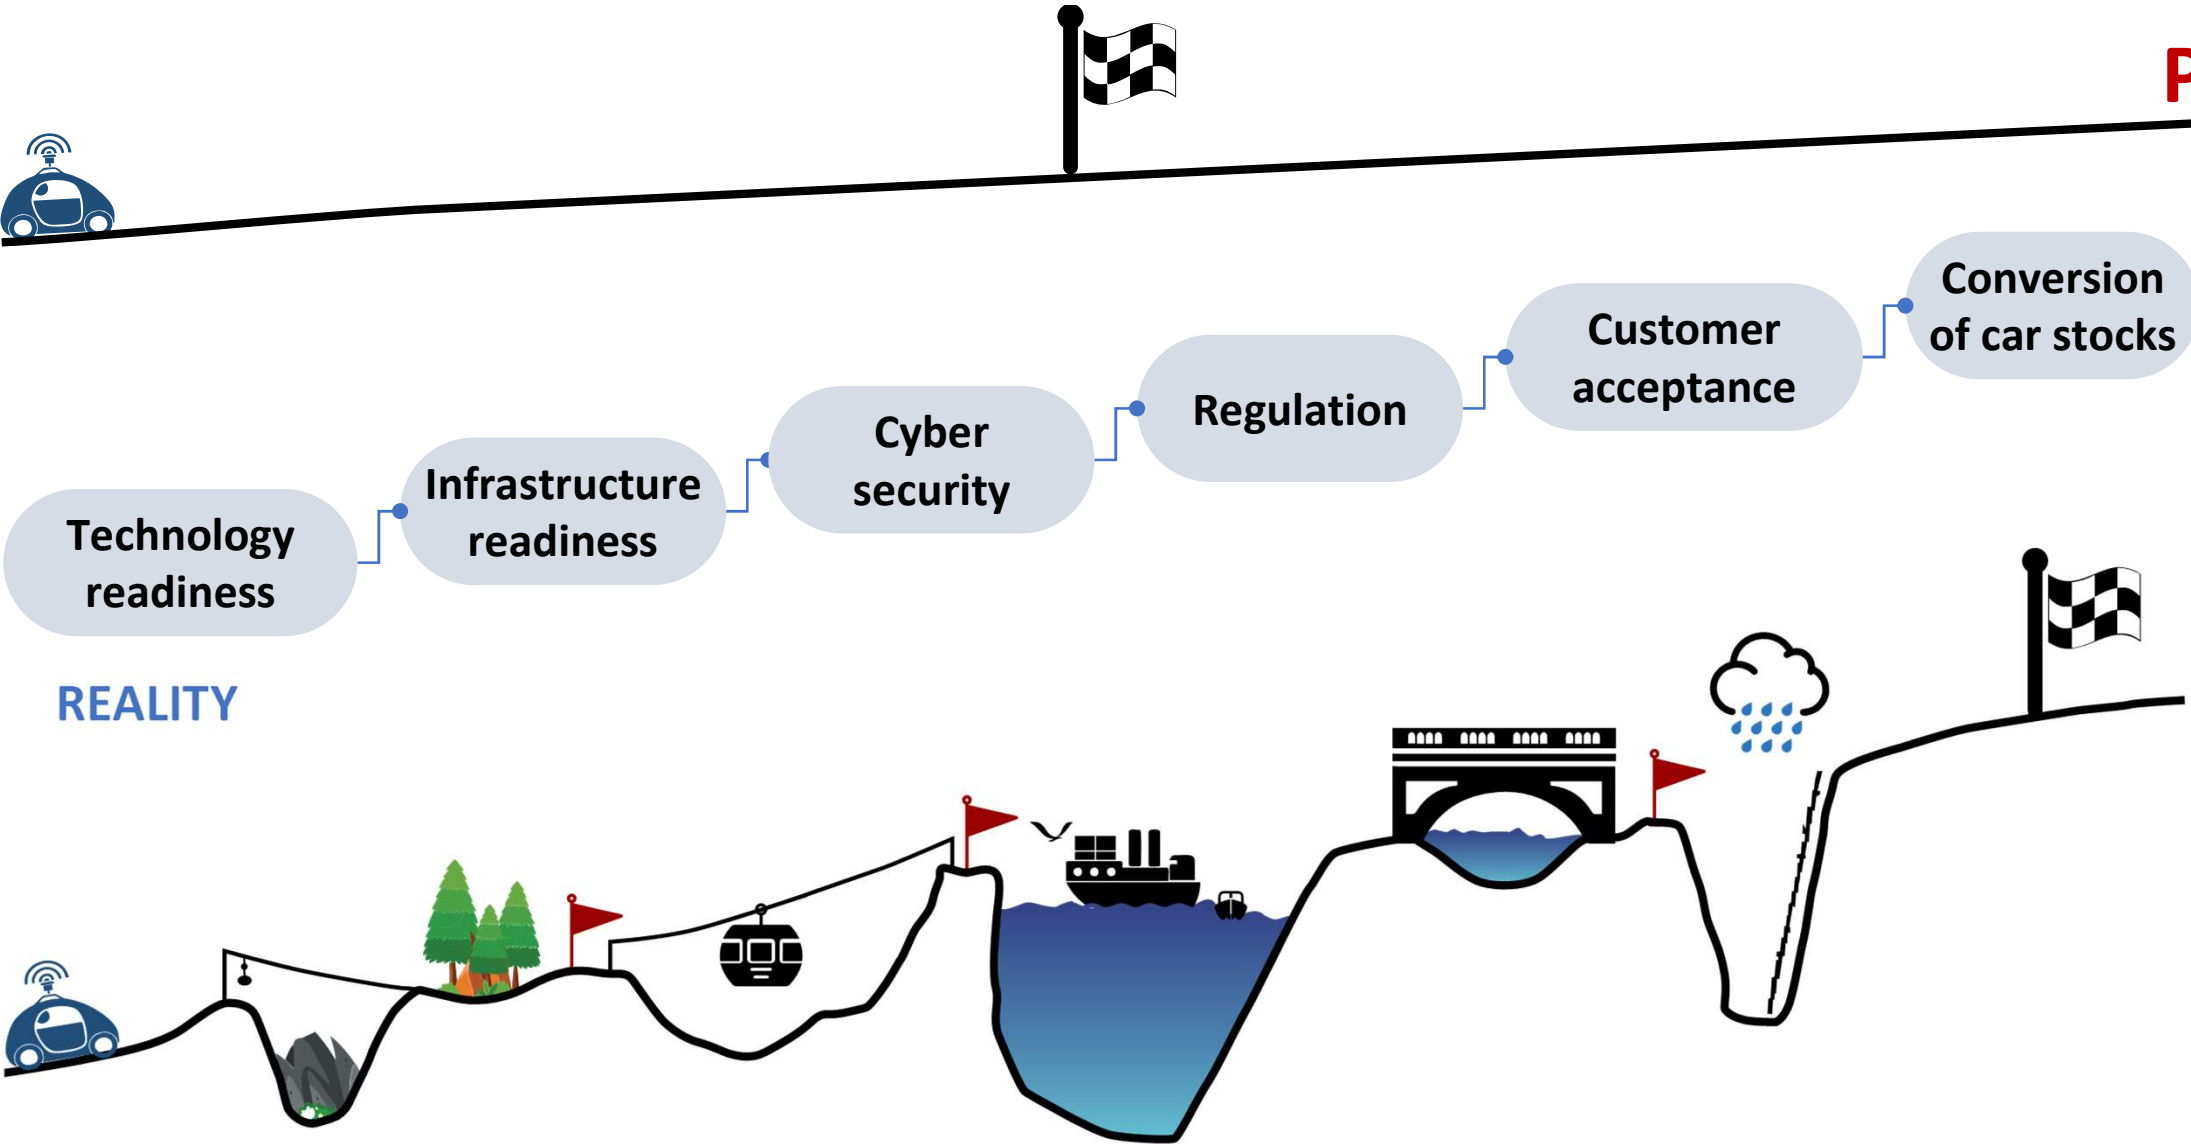 P
Conversion
of car stocks
Customer
acceptance
Regulation
Cyber
security
Infrastructure
readiness
Technology
readiness
REALITY